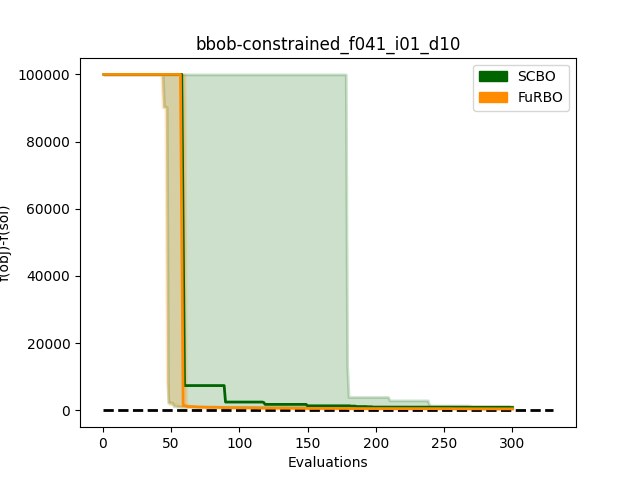 bbob-constrained_f041_i01_d10
SCBO
FuRBO
100000
80000
60000
40000
20000
0
f(obj)-f(sol)
0 50 100 150 200 250 300
Evaluations